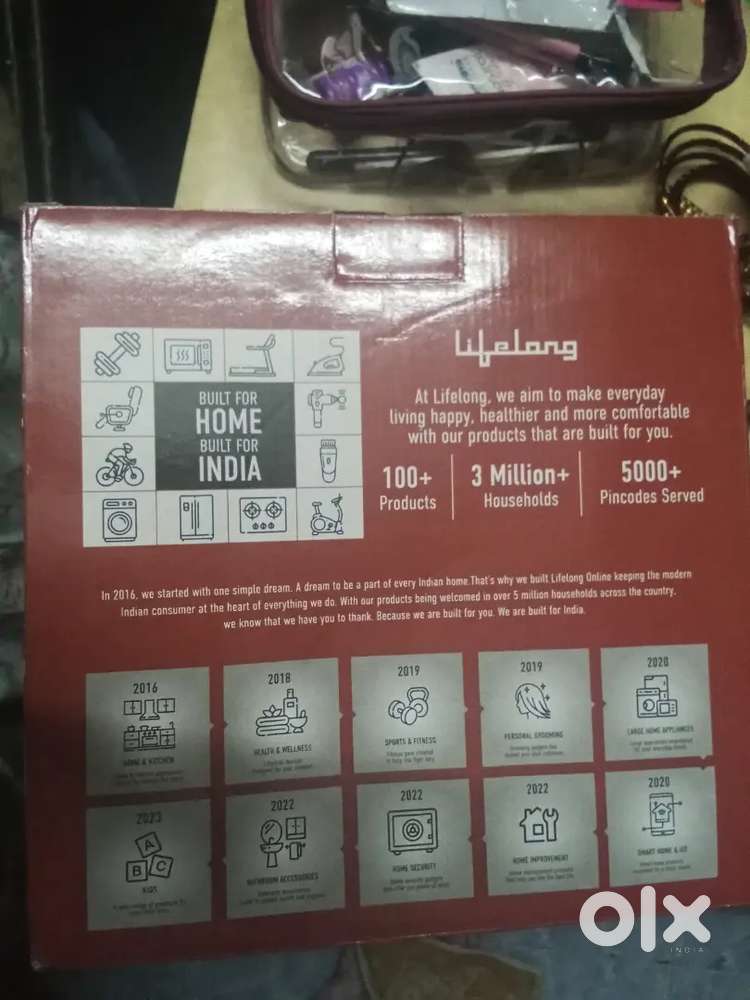 Lifelong
BUILT FOR
HOME
BUILT FOR
INDIA
At Lifelong, we aim to make everyday
living happy, healthier and more comfortable
with our products that are built for you.
100+
Products
3 Million+
Households
5000+
Pincodes Served
In 2016, we started with one simple dream. A dream to be a part of every Indian home.That's why we built Lifelong Online keeping the modern
Indian consumer at the heart of everything we do. With our products being welcomed in over 5 million households across the country,
we know that we have you to thank. Because we are built for you. We are built for India.
2016
HOME & KITCHEN
2018
HEALTH & WELLNESS
2019
SPORTS & FITNESS
2019
PERSONAL GROOMING
2020
LARGE HOME APPLIANCES
2023
A
B C
KIDS
2022
BATHROOM ACCESSORIES
2022
HOME SECURITY
2022
HOME IMPROVEMENT
2020
SMART HOME & IOT
olx
INDIA